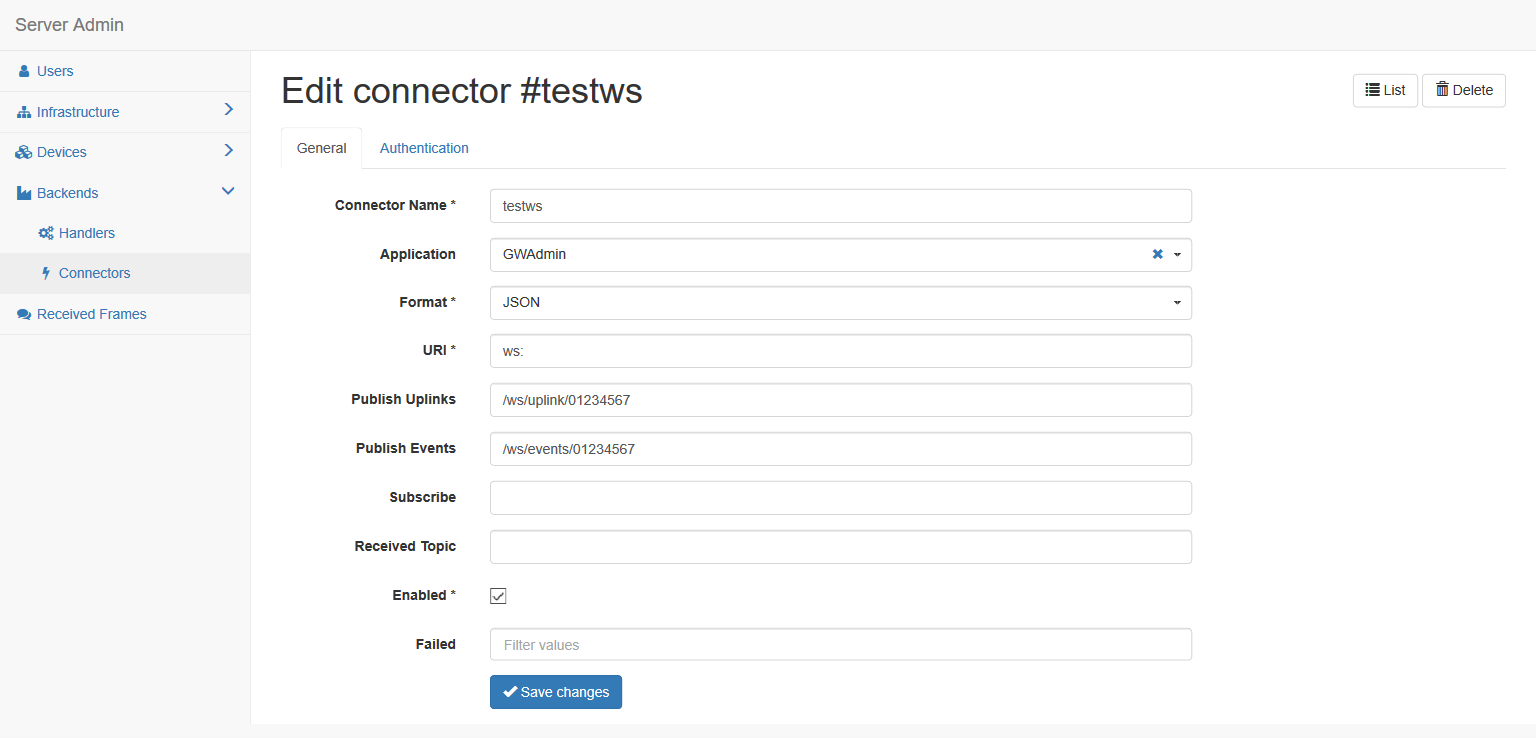 Server Admin
Users
Infrastructure
Devices
Backends
Handlers
Connectors
Received Frames
Edit connector #testws
List
Delete
General
Authentication
Connector Name * testws
Application GWAdmin
Format * JSON
URI * ws:
Publish Uplinks /ws/uplink/01234567
Publish Events /ws/events/01234567
Subscribe
Received Topic
Enabled *
Failed Filter values
Save changes